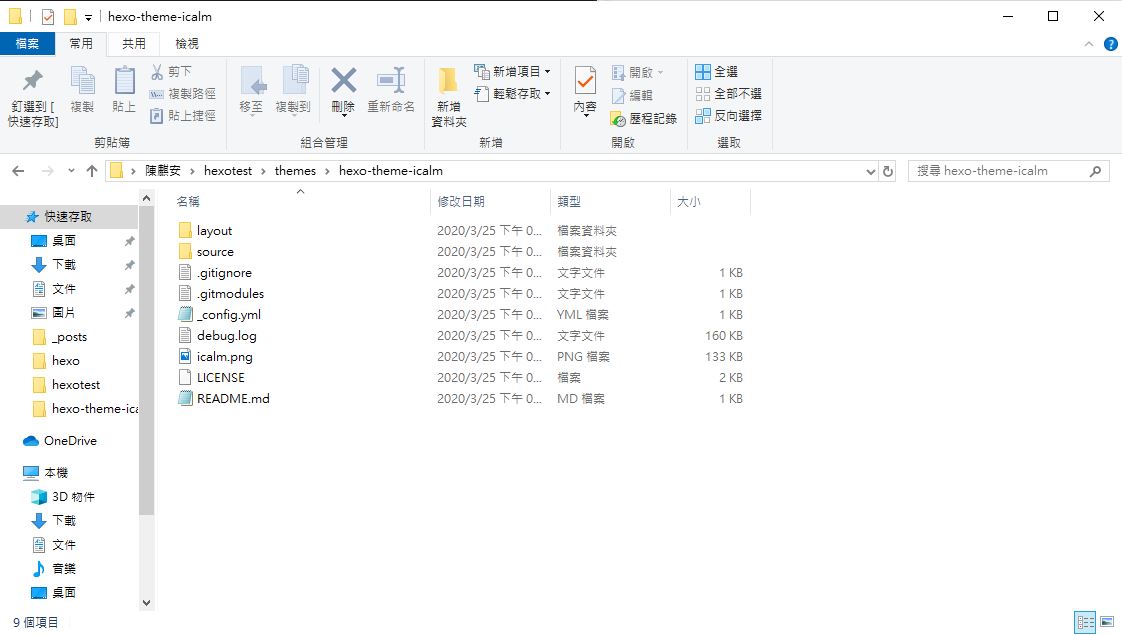 hexo-theme-icalm
檔案 常用 共用 檢視
釘選到 [
快速存取]
複製
貼上
剪下
複製路徑
貼上捷徑
剪貼簿
移至
複製到
刪除
重新命名
組合管理
新增
資料夾
新增項目
輕鬆存取
新增
內容
開啟
編輯
歷程記錄
開啟
全選
全部不選
反向選擇
選取
陳麒安 › hexotest › themes › hexo-theme-icalm
搜尋 hexo-theme-icalm
快速存取
桌面
下載
文件
圖片
_posts
hexo
hexotest
hexo-theme-ica
OneDrive
本機
3D 物件
下載
文件
音樂
桌面
名稱 修改日期 類型 大小
layout 2020/3/25 下午 0... 檔案資料夾
source 2020/3/25 下午 0... 檔案資料夾
.gitignore 2020/3/25 下午 0... 文字文件 1 KB
.gitmodules 2020/3/25 下午 0... 文字文件 1 KB
_config.yml 2020/3/25 下午 0... YML 檔案 1 KB
debug.log 2020/3/25 下午 0... 文字文件 160 KB
icalm.png 2020/3/25 下午 0... PNG 檔案 133 KB
LICENSE 2020/3/25 下午 0... 檔案 2 KB
README.md 2020/3/25 下午 0... MD 檔案 1 KB
9 個項目